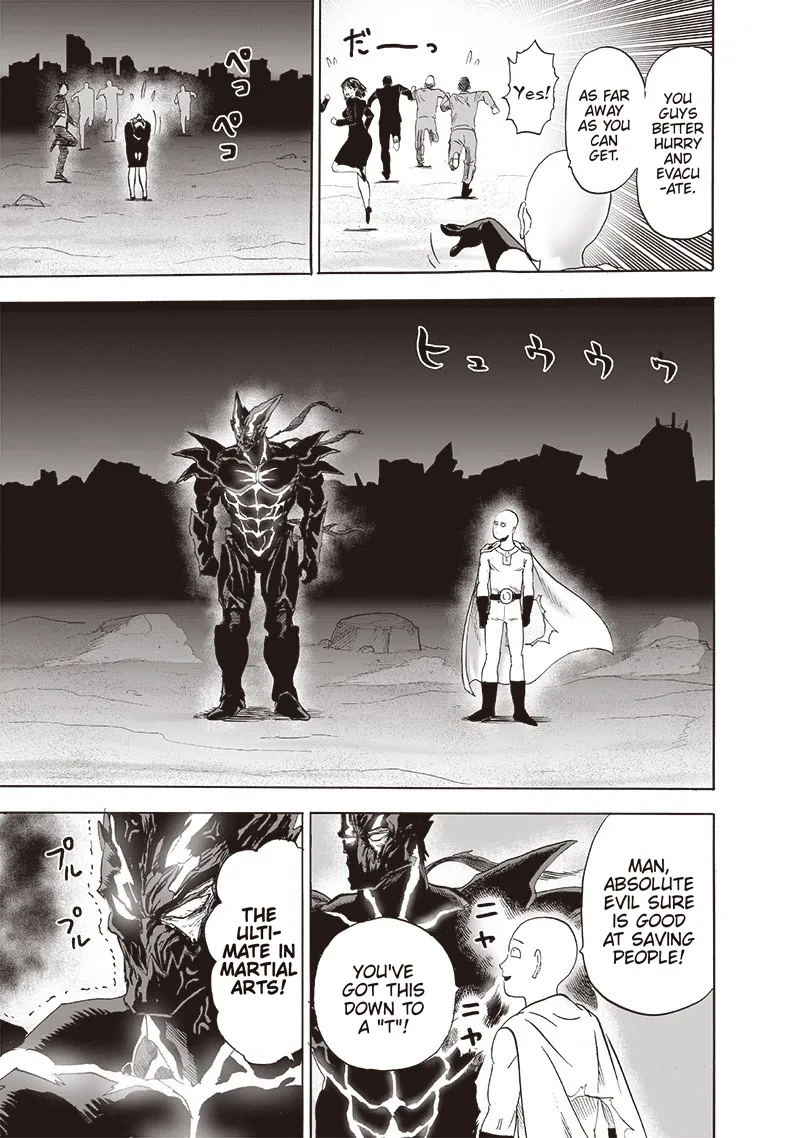 YOU
GUYS
BETTER
HURRY
AND
EVACU
-ATE.
AS FAR
AWAY
AS YOU
CAN
GET.
Yes!
だーっ
ペコ
ペコ
ヒュウウゥ
MAN,
ABSOLUTE
EVIL SURE
IS GOOD
AT SAVING
PEOPLE!
ニヤ
ニヤ
YOU'VE
GOT THIS
DOWN TO
A "T"!
THE
ULTI-
MATE IN
MARTIAL
ARTS!
プル
プル